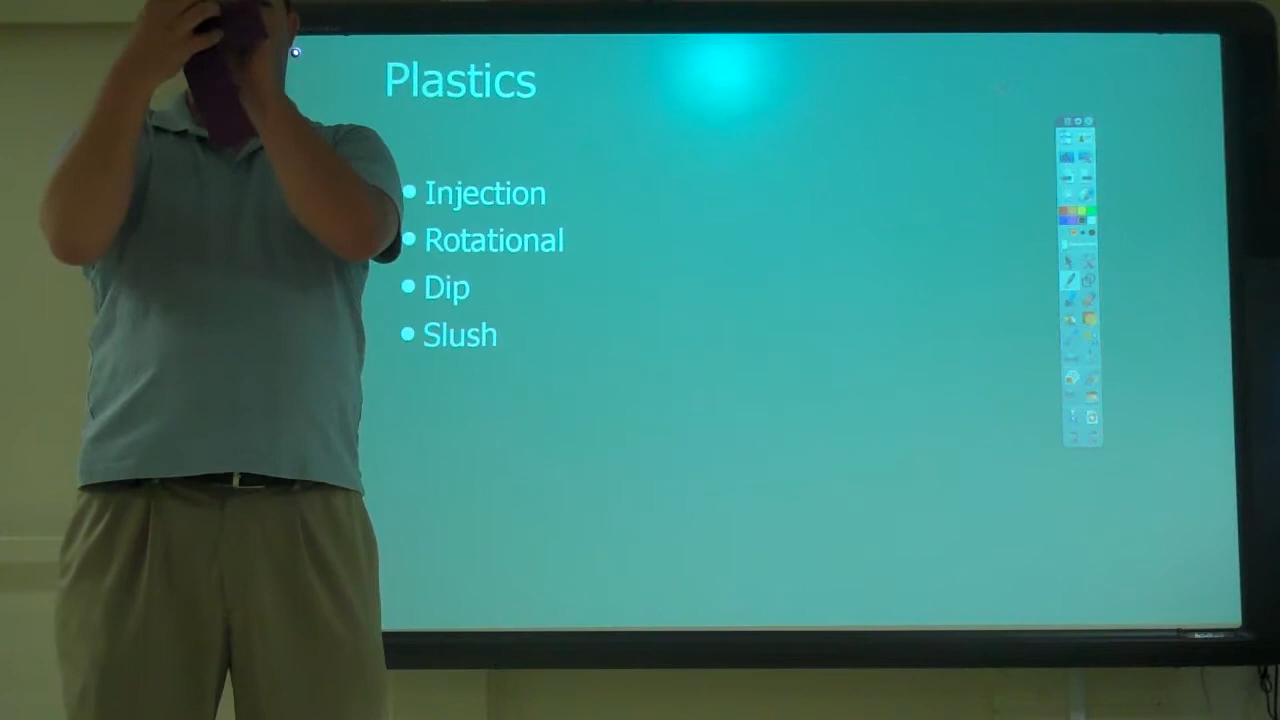 Plastics
• Injection
• Rotational
• Dip
• Slush